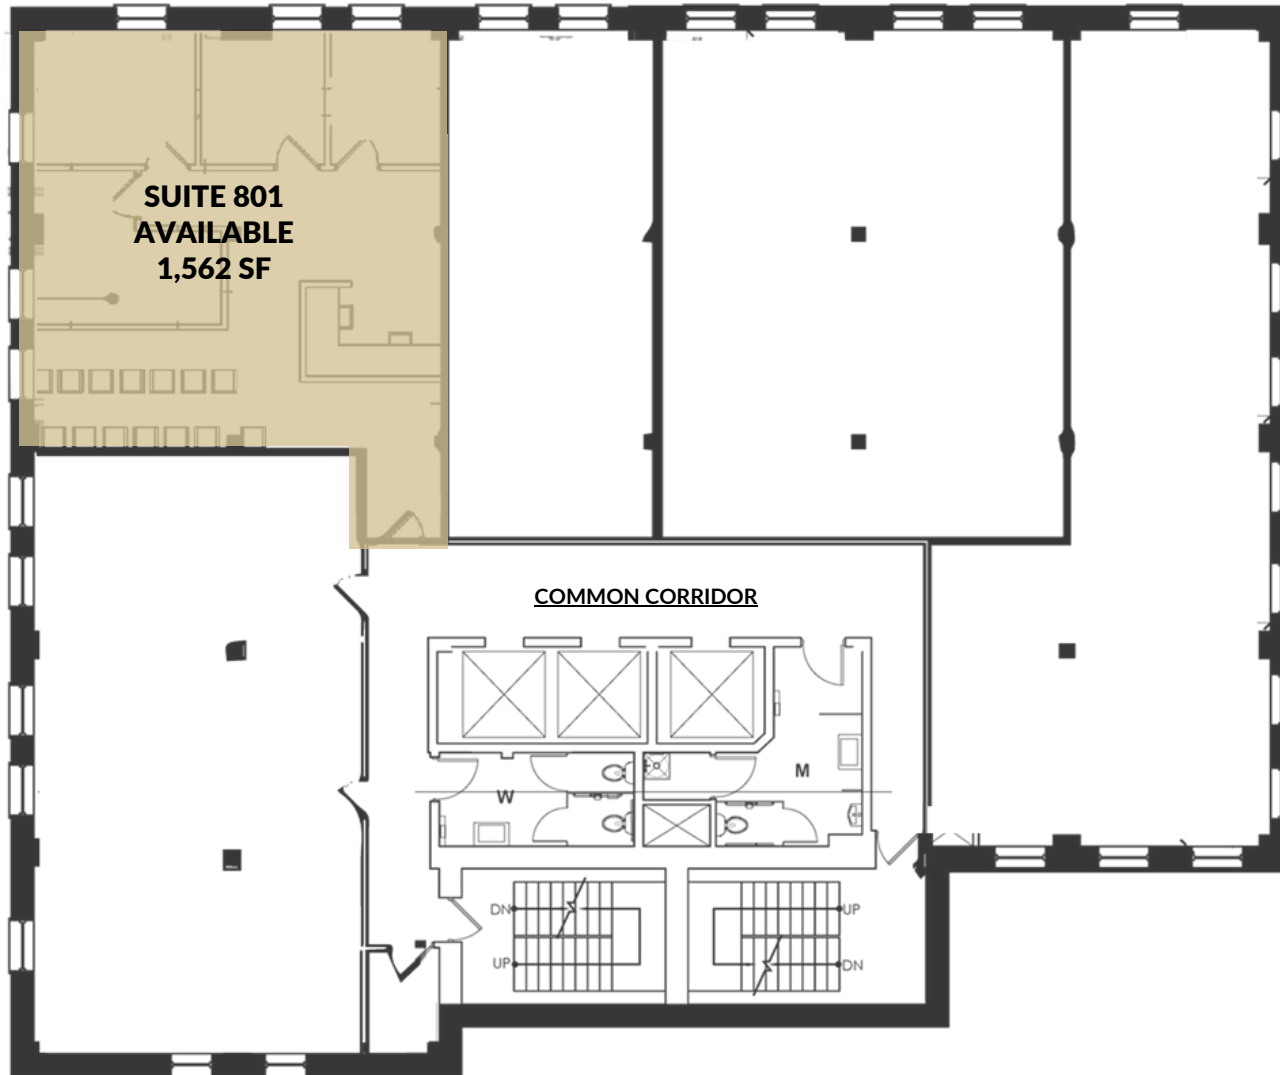 SUITE 801
AVAILABLE
1,562 SF
COMMON CORRIDOR
M
W
DN
UP
UP
DN